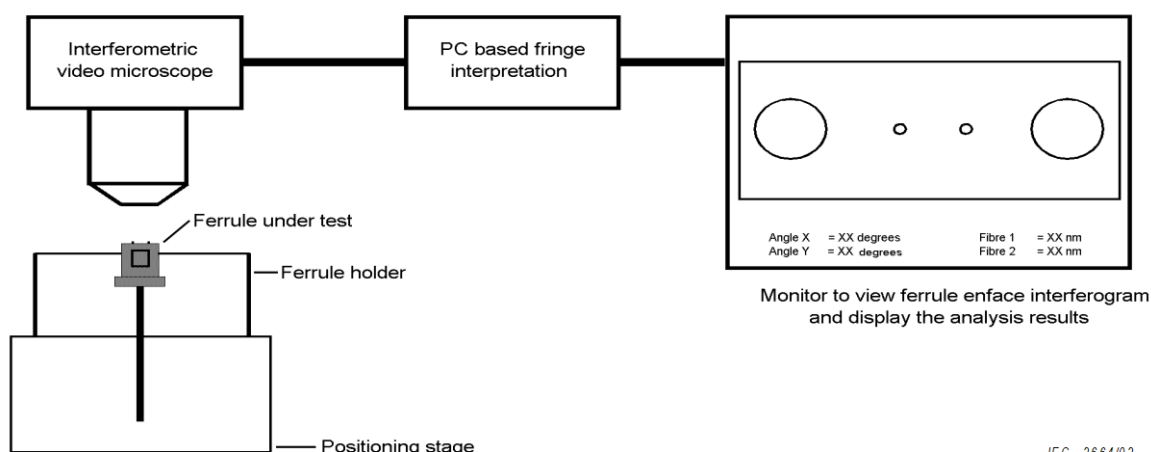 Interferometric
video microscope
PC based fringe
interpretation
Ferrule under test
Ferrule holder
Positioning stage
Angle X = XX degrees Fibre 1 = XX nm
Angle Y = XX degrees Fibre 2 = XX nm
Monitor to view ferrule enface interferogram
and display the analysis results